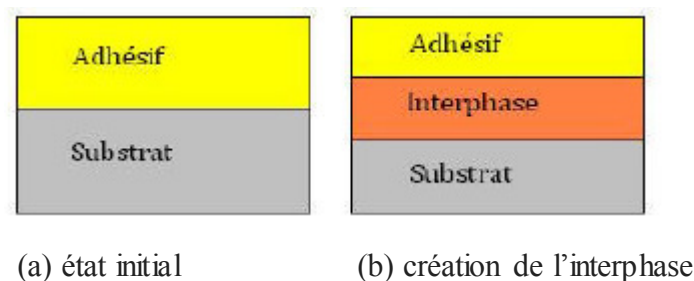 Adhésif
Substrat
Adhésif
Interphase
Substrat
(a) état initial
(b) création de l'interphase